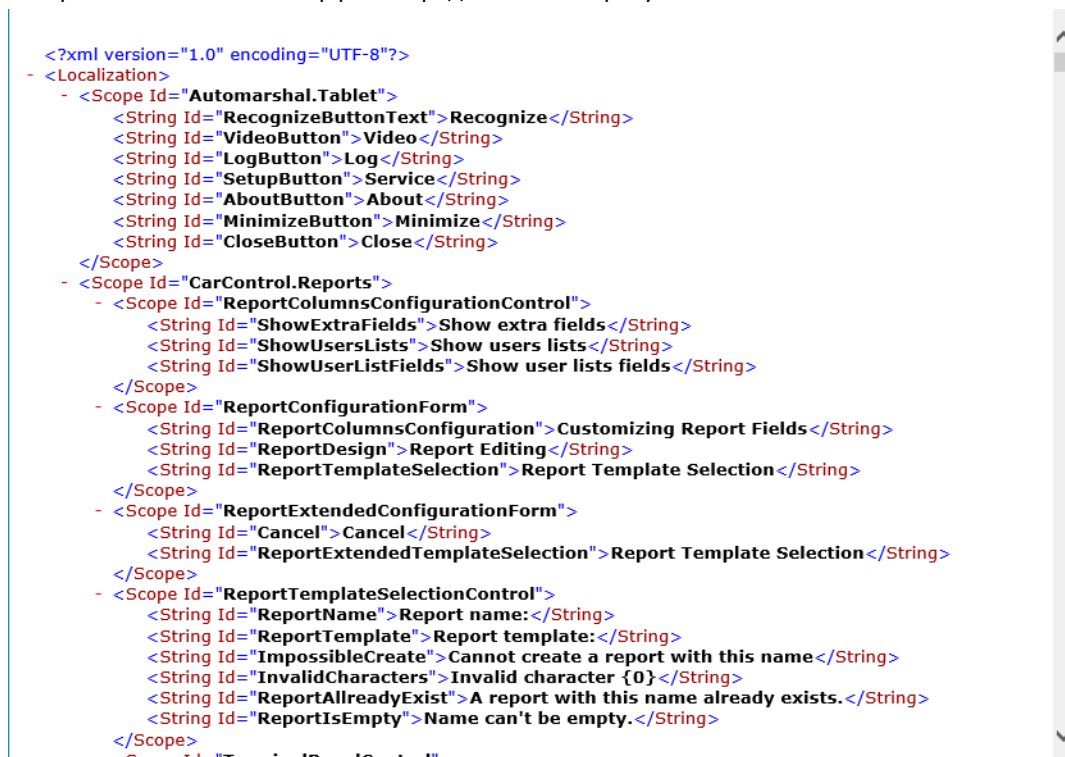 <?xml version="1.0" encoding="UTF-8"?>
- <Localization>
- <Scope Id="Automarshal.Tablet">
<String Id="RecognizeButtonText">Recognize</String>
<String Id="VideoButton">Video</String>
<String Id="LogButton">Log</String>
<String Id="SetupButton">Service</String>
<String Id="AboutButton">About</String>
<String Id="MinimizeButton">Minimize</String>
<String Id="CloseButton">Close</String>
</Scope>
- <Scope Id="CarControl.Reports">
- <Scope Id="ReportColumnsConfigurationControl">
<String Id="ShowExtraFields">Show extra fields</String>
<String Id="ShowUsersLists">Show users lists</String>
<String Id="ShowUserListFields">Show user lists fields</String>
</Scope>
- <Scope Id="ReportConfigurationForm">
<String Id="ReportColumnsConfiguration">Customizing Report Fields</String>
<String Id="ReportDesign">Report Editing</String>
<String Id="ReportTemplateSelection">Report Template Selection</String>
</Scope>
- <Scope Id="ReportExtendedConfigurationForm">
<String Id="Cancel">Cancel</String>
<String Id="ReportExtendedTemplateSelection">Report Template Selection</String>
</Scope>
- <Scope Id="ReportTemplateSelectionControl">
<String Id="ReportName">Report name:</String>
<String Id="ReportTemplate">Report template:</String>
<String Id="ImpossibleCreate">Cannot create a report with this name</String>
<String Id="InvalidCharacters">Invalid character {0}</String>
<String Id="ReportAllreadyExist">A report with this name already exists.</String>
<String Id="ReportIsEmpty">Name can't be empty.</String>
</Scope>